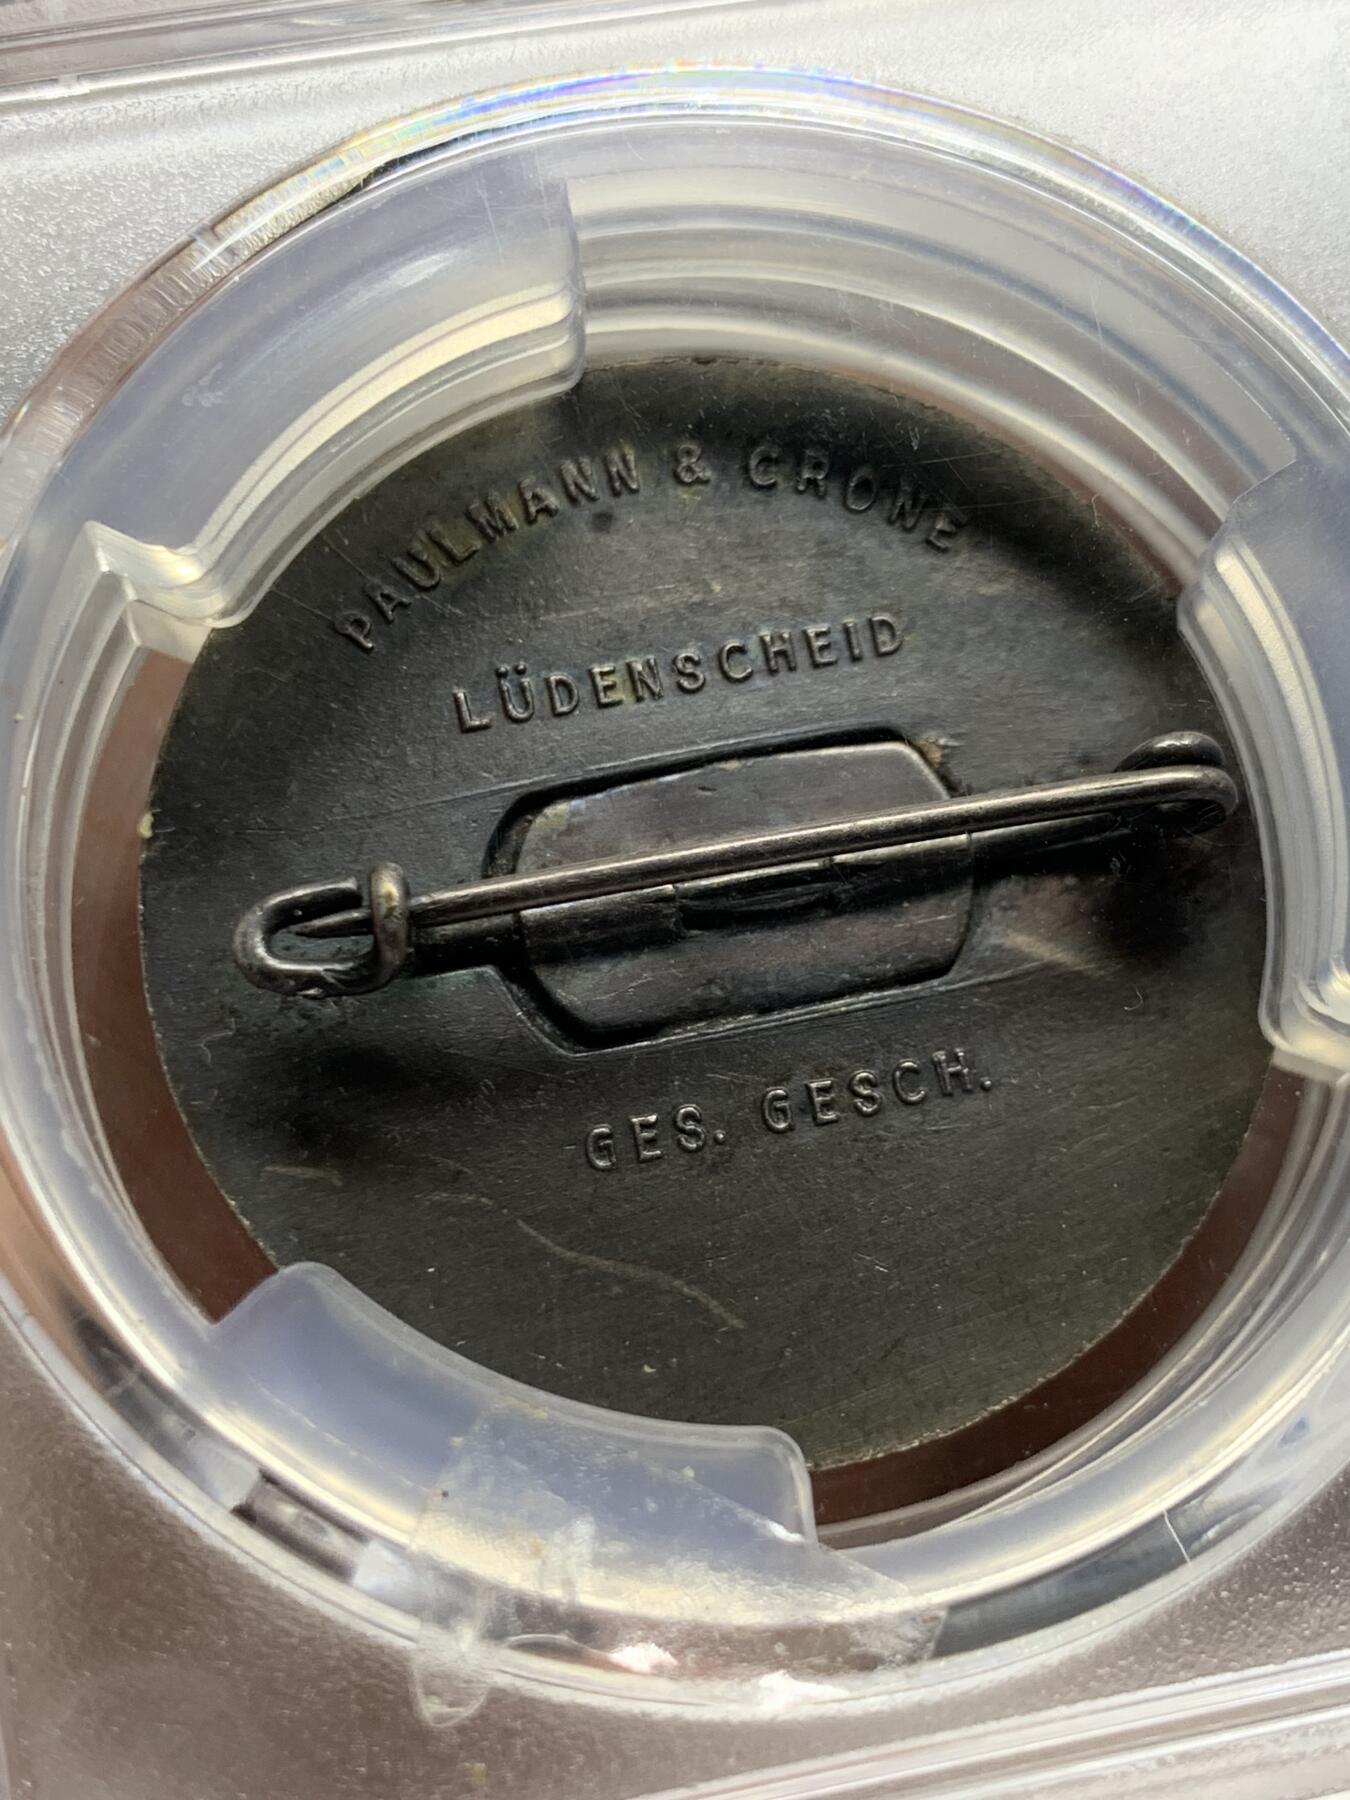 PAULMANN & CRONE
LÜDENSCHEID
GES. GESCH.